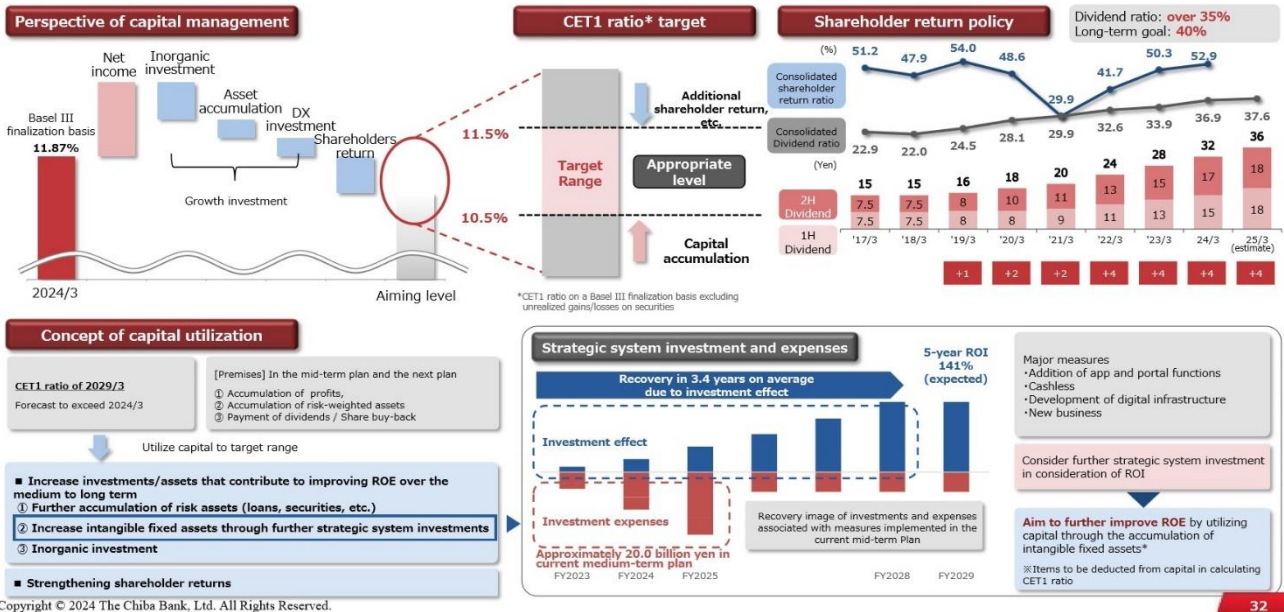 Perspective of capital management
Net
income
Inorganic
investment
Asset
accumulation
DX
investment
Shareholders
return
Basel III
finalization basis
11.87%
Growth investment
2024/3
Aiming level
CET1 ratio* target
11.5%
10.5%
Target
Range
Additional
shareholder return,
etc.
Appropriate
level
Capital
accumulation
*CET1 ratio on a Basel III finalization basis excluding
unrealized gains/losses on securities
Shareholder return policy
Dividend ratio: over 35%
Long-term goal: 40%
(%)
Consolidated
shareholder
return ratio
51.2 47.9 54.0 48.6 29.9 41.7 50.3 52.9
Consolidated
Dividend ratio
22.9 22.0 24.5 28.1 29.9 32.6 33.9 36.9 37.6
(Yen)
15 15 16 18 20 24 28 32 36
2H
Dividend
7.5 7.5 8 10 11 13 15 17 18
1H
Dividend
7.5 7.5 8 8 9 11 13 15 18
'17/3 '18/3 '19/3 '20/3 '21/3 '22/3 '23/3 24/3 25/3
(estimate)
+1 +2 +2 +4 +4 +4 +4
Concept of capital utilization
CET1 ratio of 2029/3
Forecast to exceed 2024/3
[Premises] In the mid-term plan and the next plan
① Accumulation of profits,
② Accumulation of risk-weighted assets
③ Payment of dividends / Share buy-back
Utilize capital to target range
■ Increase investments/assets that contribute to improving ROE over the
medium to long term
① Further accumulation of risk assets (loans, securities, etc.)
② Increase intangible fixed assets through further strategic system investments
③ Inorganic investment
■ Strengthening shareholder returns
Strategic system investment and expenses
Recovery in 3.4 years on average
due to investment effect
5-year ROI
141%
(expected)
Investment effect
Investment expenses
Approximately 20.0 billion yen in
current medium-term plan
Recovery image of investments and expenses
associated with measures implemented in the
current mid-term Plan
FY2023 FY2024 FY2025 FY2028 FY2029
Major measures
・Addition of app and portal functions
・Cashless
・Development of digital infrastructure
・New business
Consider further strategic system investment
in consideration of ROI
Aim to further improve ROE by utilizing
capital through the accumulation of
intangible fixed assets*
※Items to be deducted from capital in calculating
CET1 ratio
Copyright © 2024 The Chiba Bank, Ltd. All Rights Reserved.
32